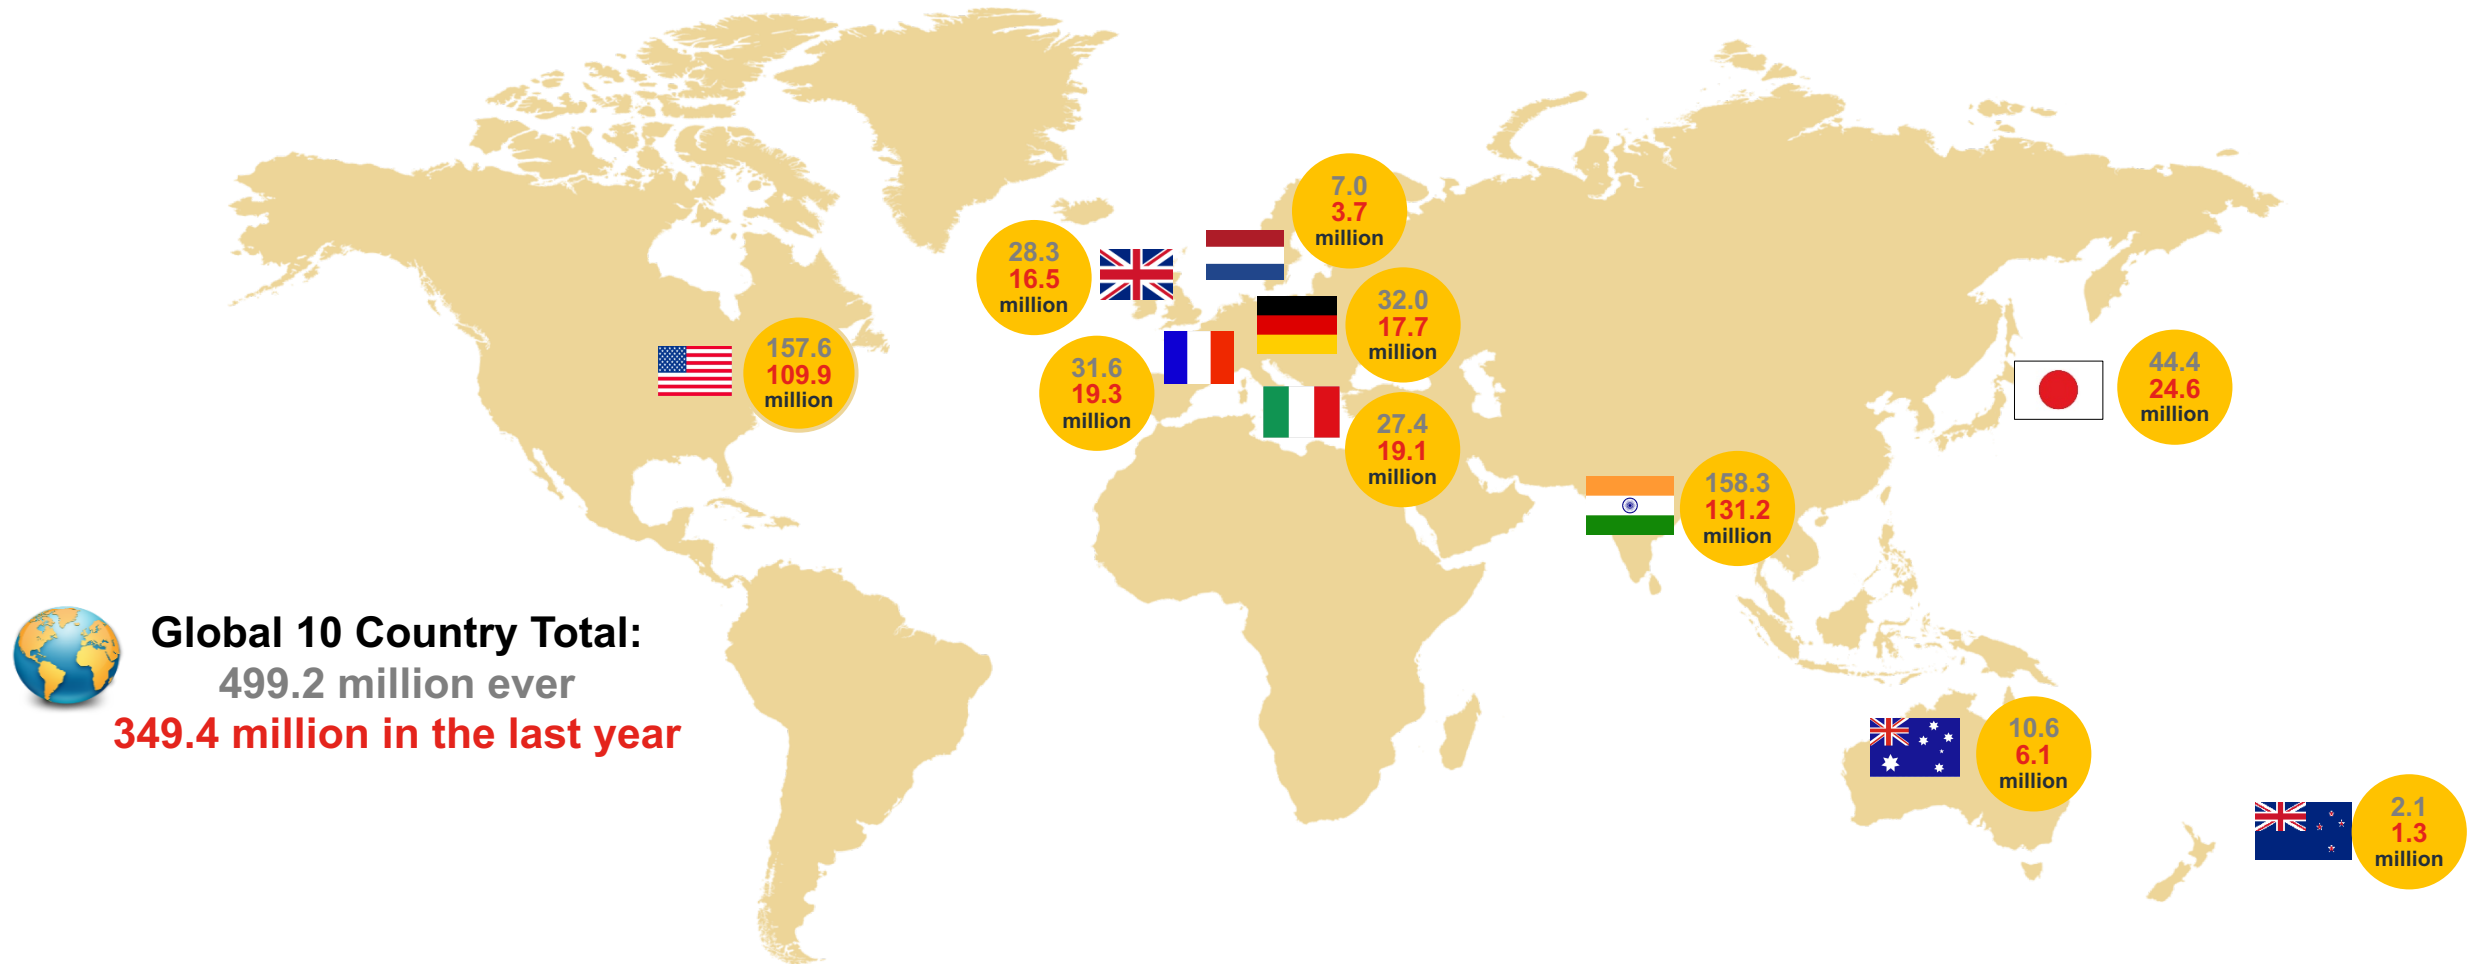 7.0
3.7
million
28.3
16.5
million
32.0
17.7
million
157.6
109.9
million
31.6
19.3
million
44.4
24.6
million
27.4
19.1
million
158.3
131.2
million
Global 10 Country Total:
499.2 million ever
349.4 million in the last year
10.6
6.1
million
2.1
1.3
million